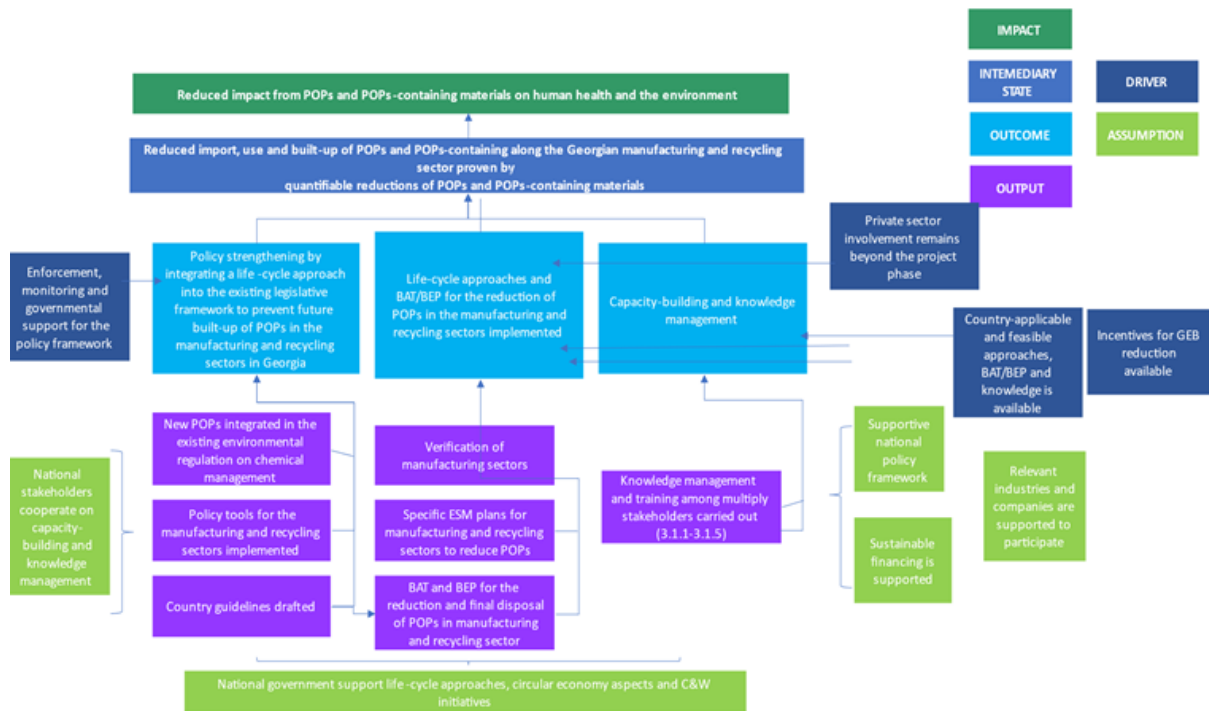 IMPACT
INTEMEDIARY
STATE
DRIVER
OUTCOME
ASSUMPTION
OUTPUT
Reduced impact from POPs and POPs-containing materials on human health and the environment
Reduced import, use and built-up of POPs and POPs-containing along the Georgian manufacturing and recycling
sector proven by
quantifiable reductions of POPs and POPs-containing materials
Private sector
involvement remains
beyond the project
phase
Enforcement,
monitoring and
governmental
support for the
policy framework
Policy strengthening by
integrating a life -cycle approach
into the existing legislative
framework to prevent future
built-up of POPs in the
manufacturing and recycling
sectors in Georgia
Life-cycle approaches and
BAT/BEP for the reduction of
POPs in the manufacturing and
recycling sectors implemented
Capacity-building and knowledge
management
Country-applicable
and feasible
approaches,
BAT/BEP and
knowledge is
available
Incentives for GEB
reduction
available
National
stakeholders
cooperate on
capacity-
building and
knowledge
management
New POPs integrated in the
existing environmental
regulation on chemical
management
Policy tools for the
manufacturing and recycling
sectors implemented
Country guidelines drafted
Verification of
manufacturing sectors
Specific ESM plans for
manufacturing and recycling
sectors to reduce POPs
BAT and BEP for the
reduction and final disposal
of POPs in manufacturing
and recycling sector
Knowledge management
and training among multiply
stakeholders carried out
(3.1.1-3.1.5)
Supportive
national
policy
framework
Sustainable
financing is
supported
Relevant
industries and
companies are
supported to
participate
National government support life -cycle approaches, circular economy aspects and C&W
initiatives